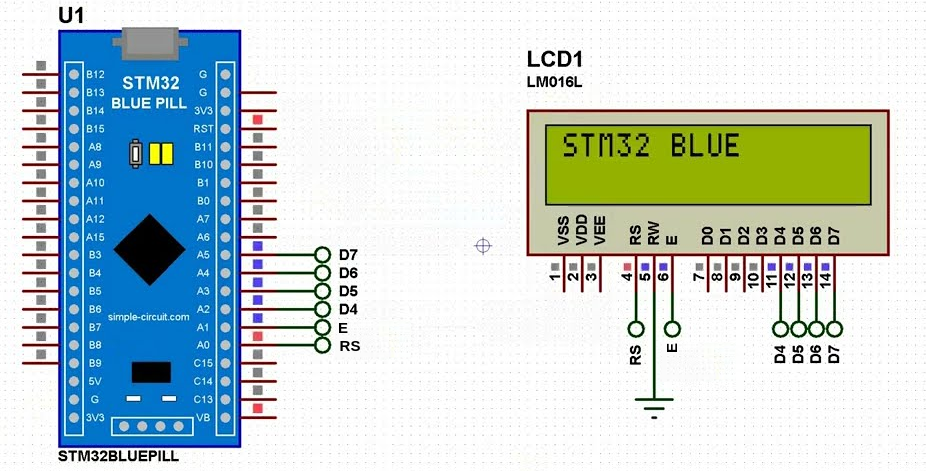 U1
STM32
BLUE PILL
B12
B13
B14
B15
A8
A9
A10
A11
A12
A15
B3
B4
B5
B6
B7
B8
B9
5V
G
3V3
G
G
3V3
RST
B11
B10
B1
B0
A7
A6
A5
A4
A3
A2
A1
A0
C15
C14
C13
VB
simple-circuit.com
STM32BLUEPILL
D7
D6
D5
D4
E
RS
LCD1
LM016L
STM32 BLUE
VSS
VDD
VEE
RS
RW
E
D0
D1
D2
D3
D4
D5
D6
D7
1
2
3
4
5
6
7
8
9
10
11
12
13
14
RS
E
D4
D5
D6
D7